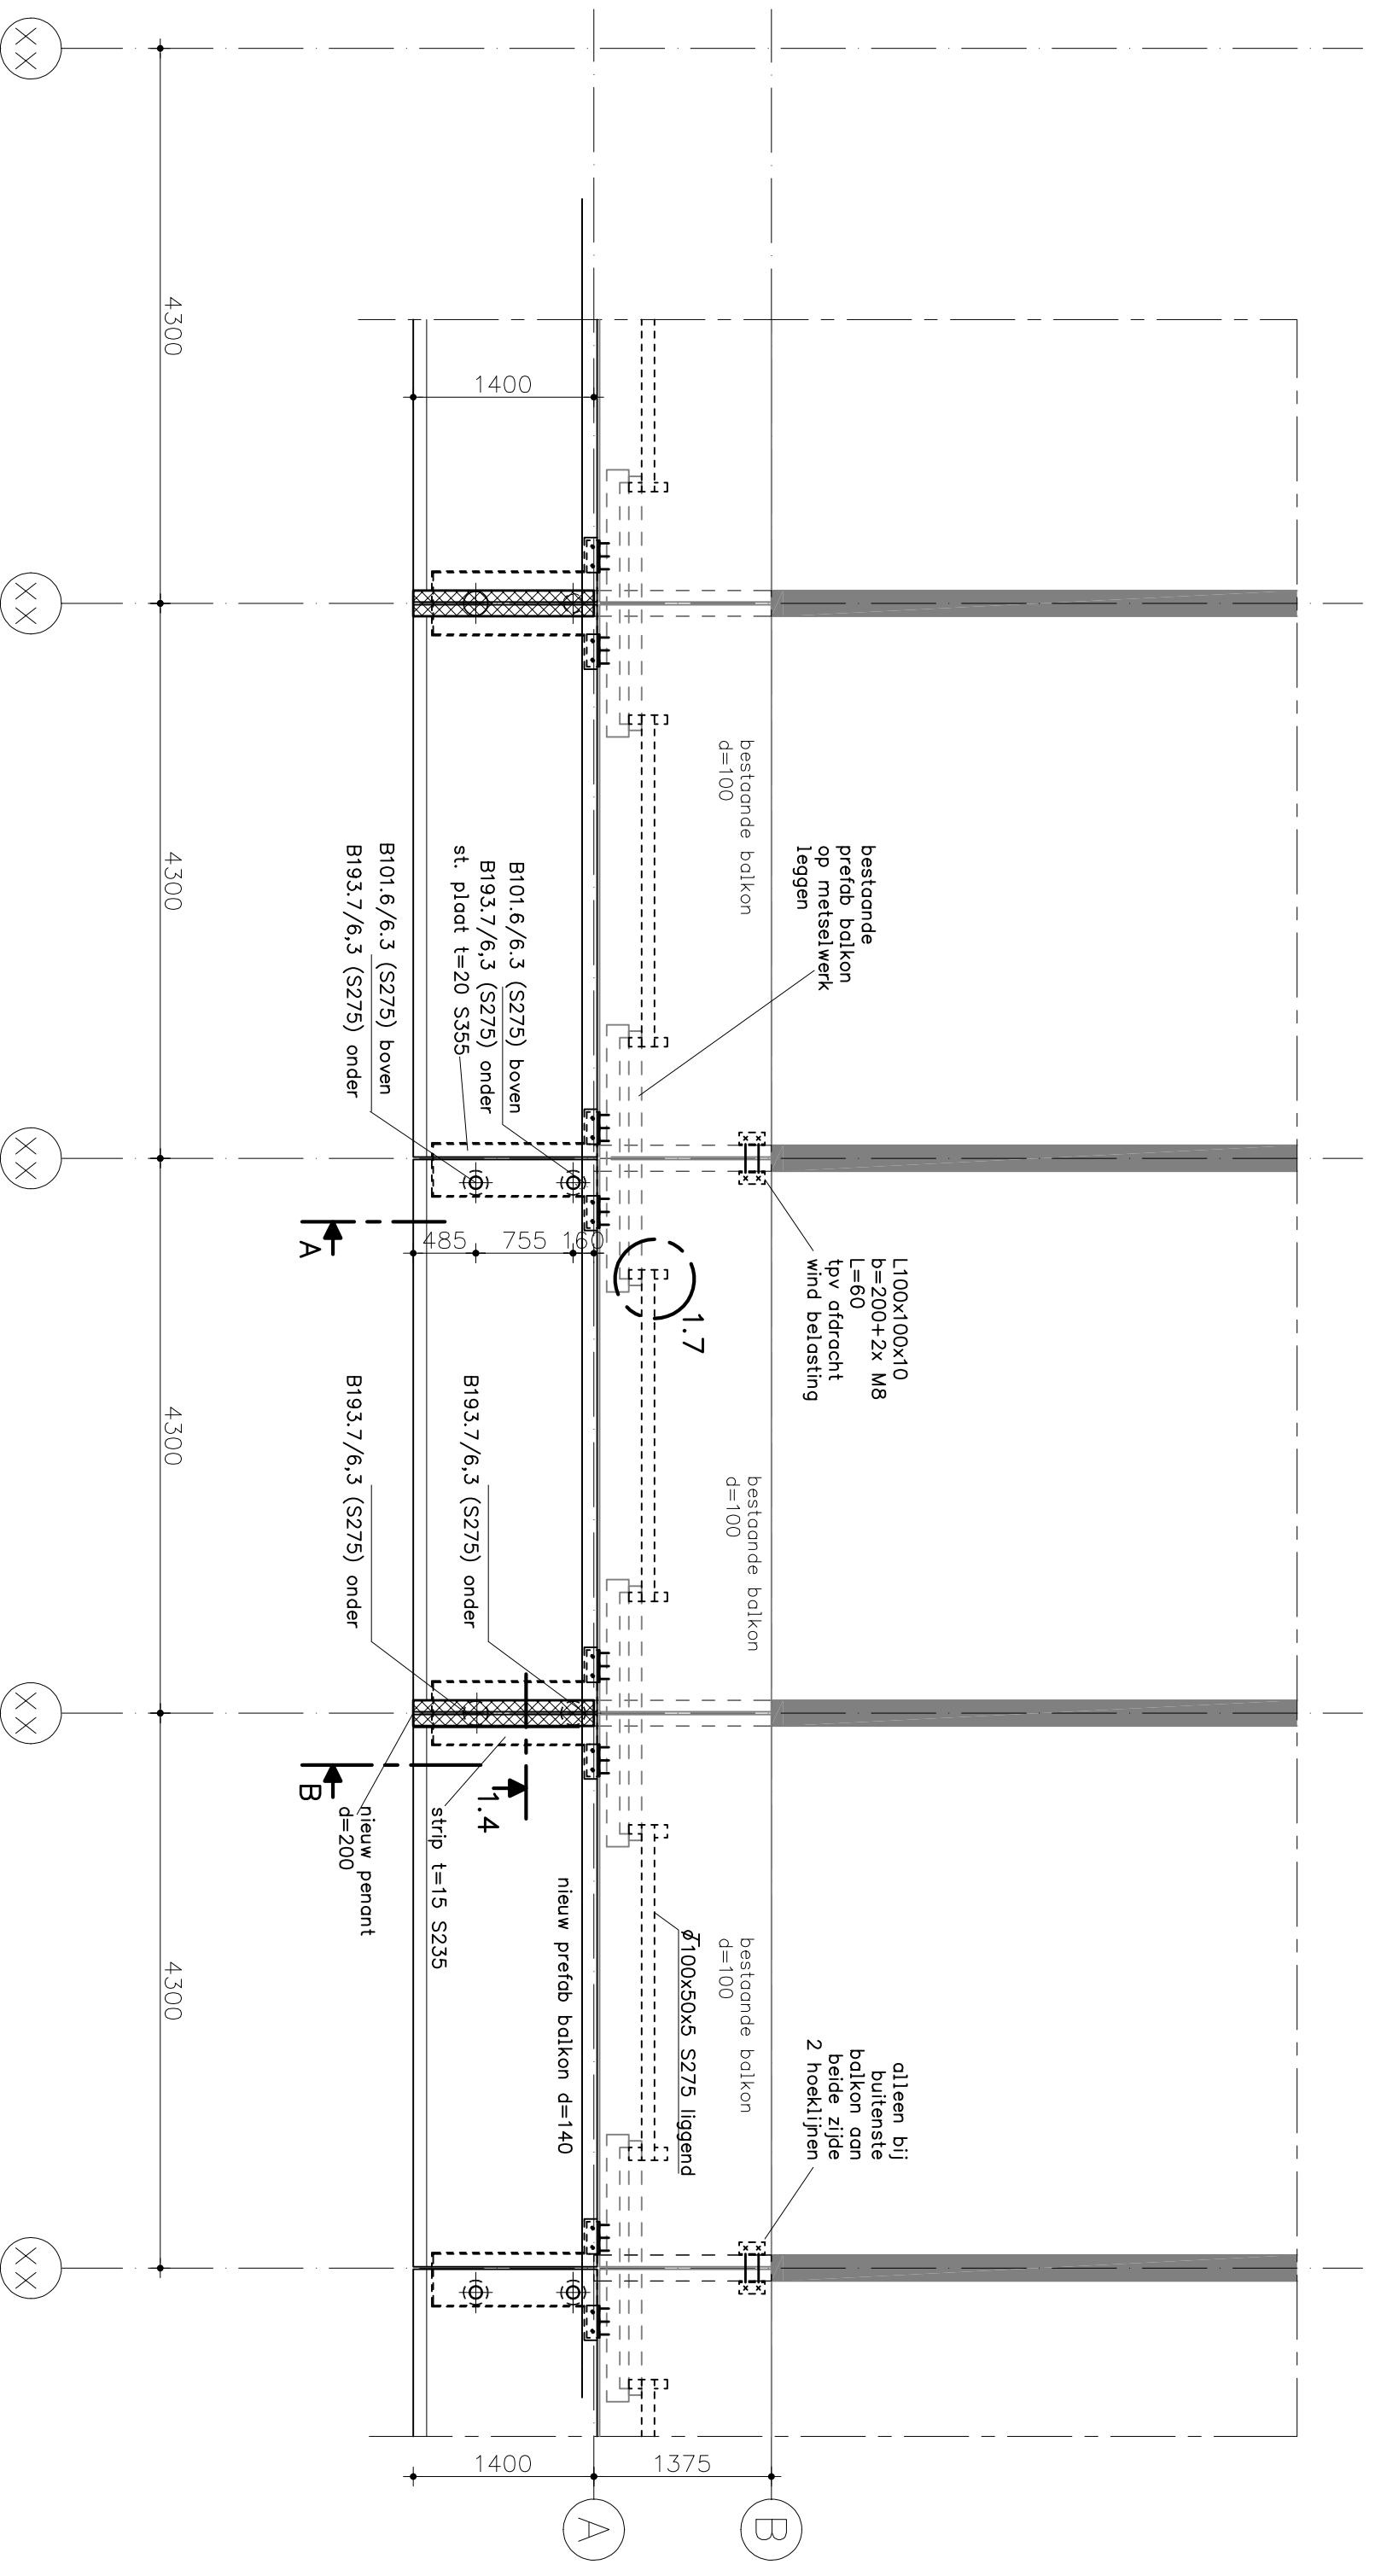 XX
XX
XX
XX
XX
4300
4300
4300
4300
1400
bestaande balkon
d=100
bestaande
prefab balkon
op metselwerk
leggen
B101.6/6.3 (S275) boven
B193.7/6,3 (S275) onder
st. plaat t=20 S355
B101.6/6.3 (S275) boven
B193.7/6,3 (S275) onder
A
485
755
160
1.7
L100x100x10
b=200+2x M8
L=60
tpv afdracht
wind belasting
bestaande balkon
d=100
B193.7/6,3 (S275) onder
B193.7/6,3 (S275) onder
B
1.4
nieuw penant
d=200
strip t=15 S235
nieuw prefab balkon d=140
100x50x5 S275 liggend
bestaande balkon
d=100
alleen bij
buitenste
balkon aan
beide zijde
2 hoeklijnen
1400
1375
A
B